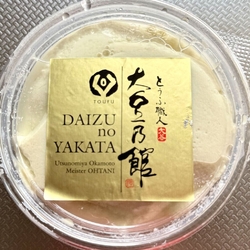 TOUFU
DAIZU
no
YAKATA
Utsunomiya Okamoto
Meister OHTANI
とうふ職人
大豆乃館